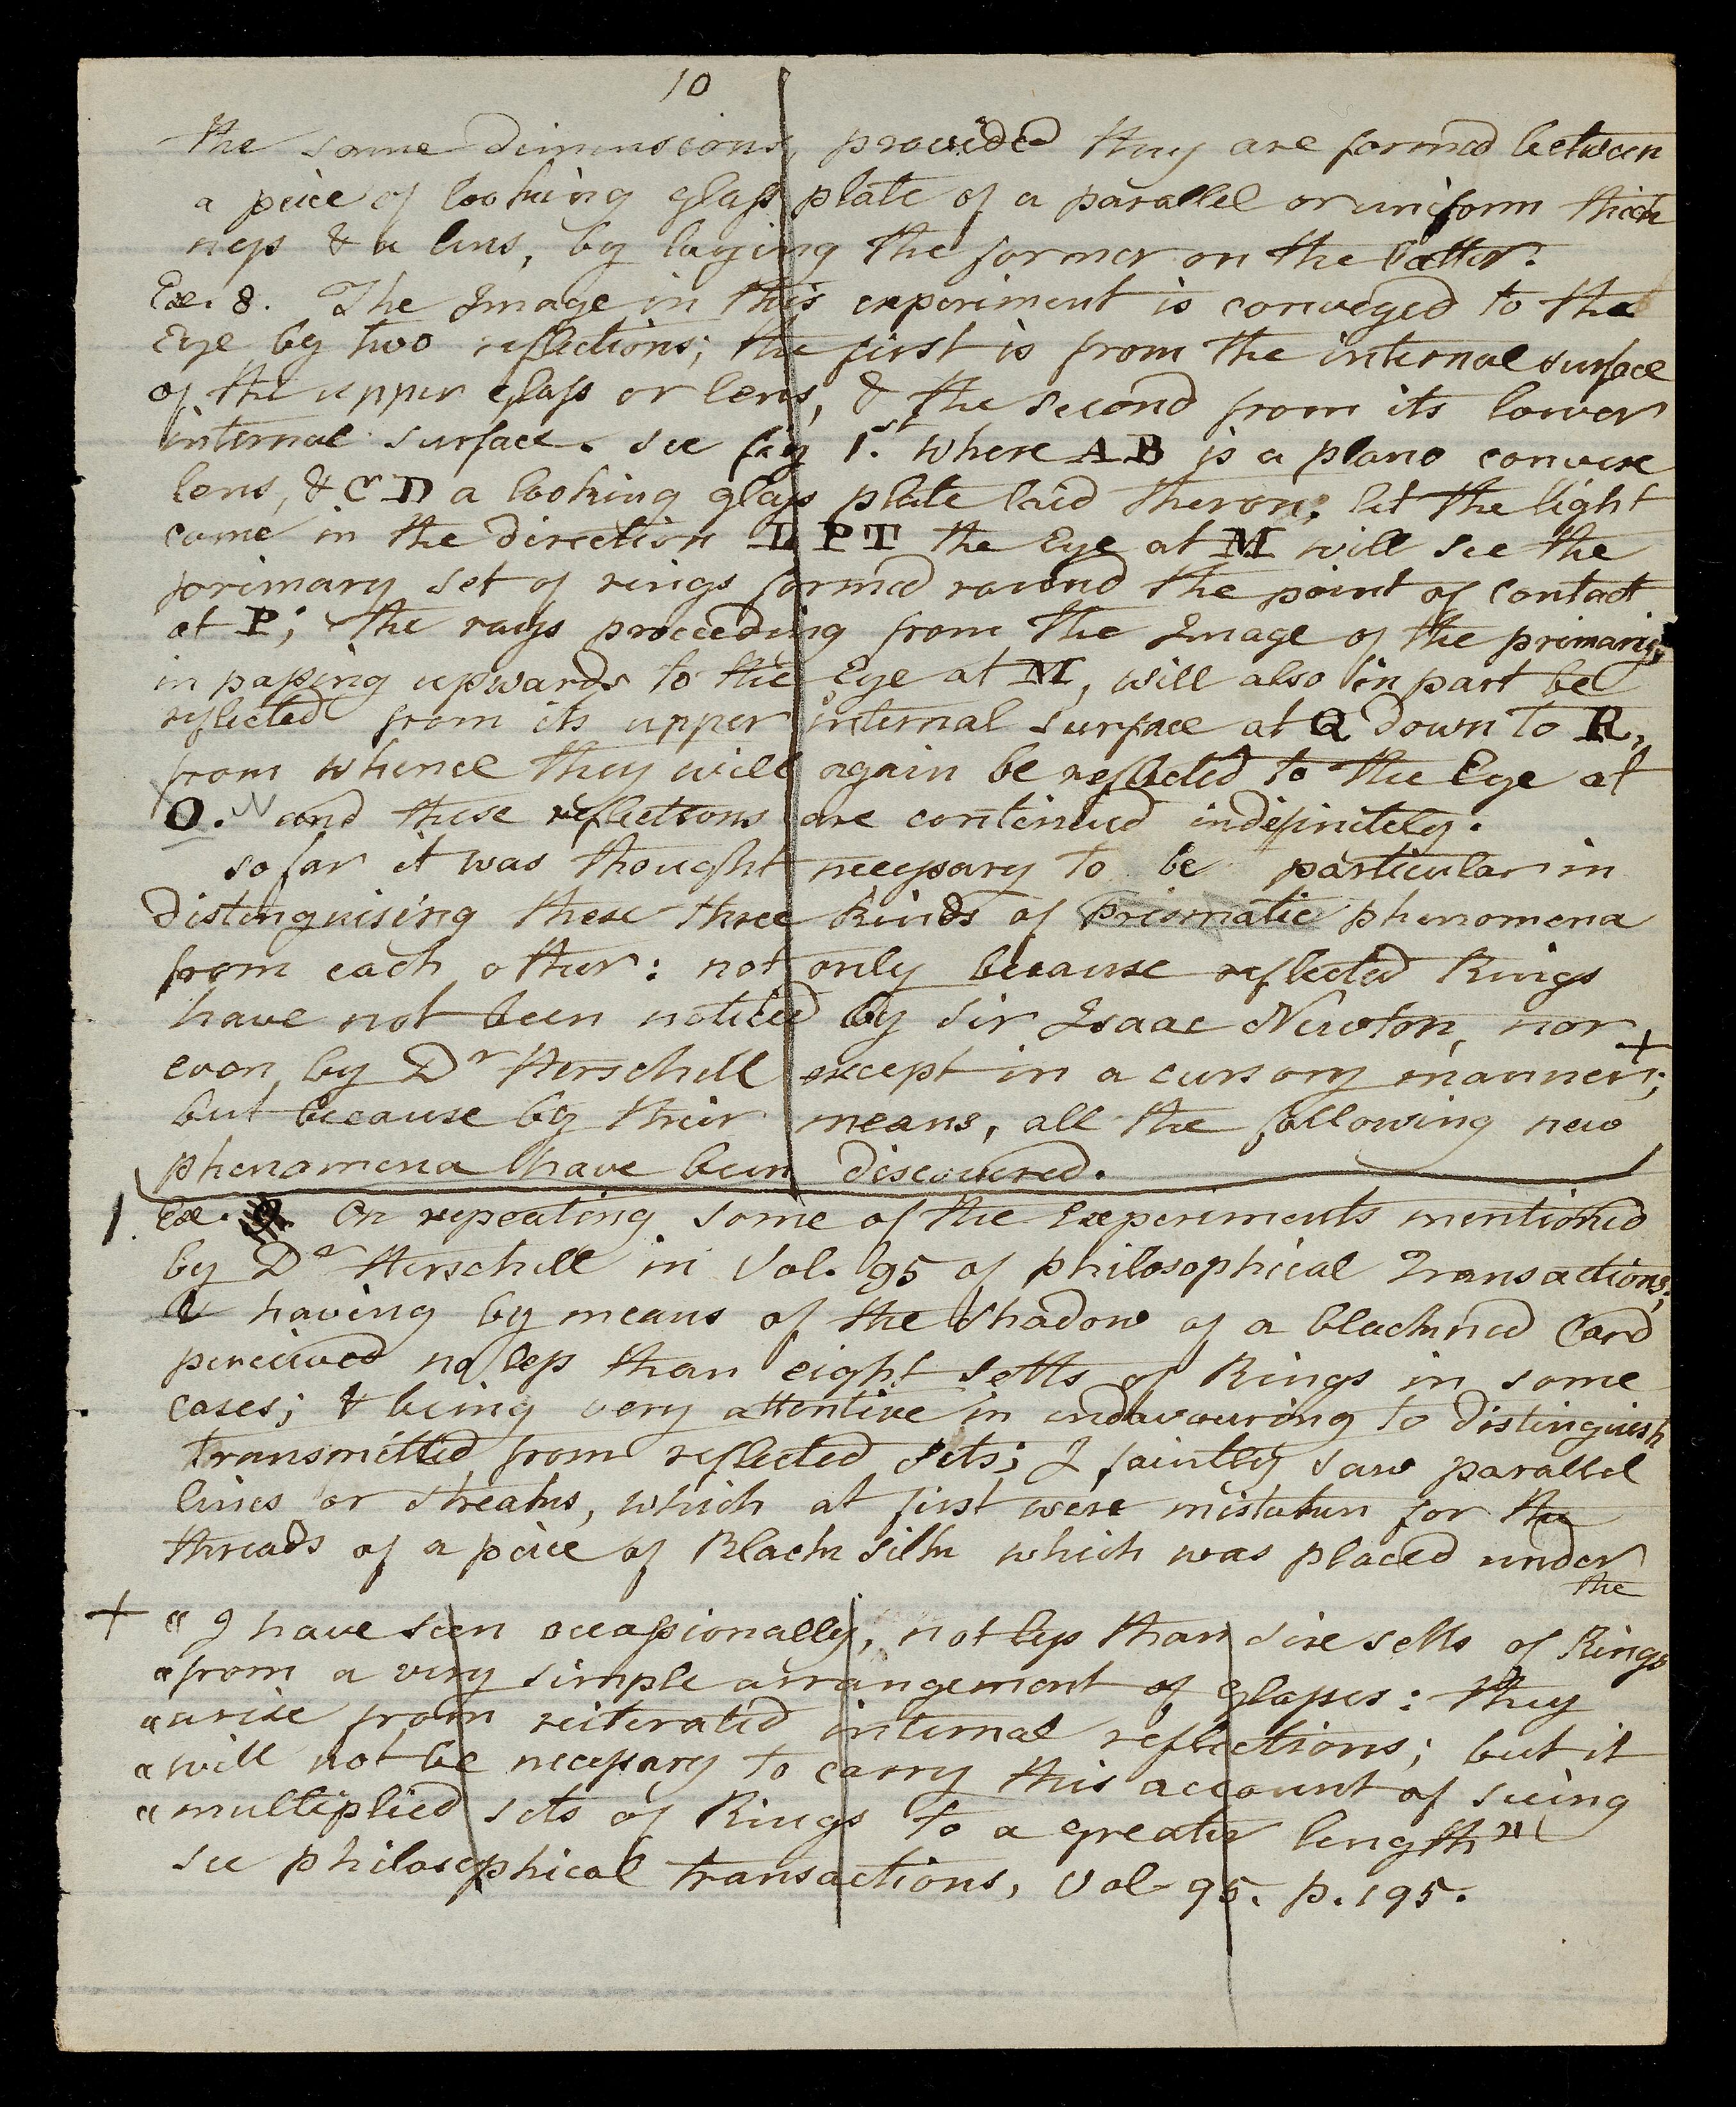 10
the same dimensions, provided they are formed between
a peice of looking glass plate of a parallel or uniform thick
ness & a lens, by laying the former on the latter.
Ex. 8. The Image in this experiment is conveyed to the
Eye by two reflections; the first is from the internal surface
of the upper glass or lens, & the second from its lower
internal surface. see fig 1.st where A B is a plano convex
lens, & C D a looking glass plate laid theron; let the light
come in the direction L P T the Eye at M will see the
primary set of rings formed round the point of contact
at P; the rays proceeding from the Image of the primary,
in passing upwards to the Eye at M, will also in part be
reflected from its upper internal surface at Q down to R,
from whence they will again be reflected to the Eye at
O. and these reflections are continued indefinitely.
so far it was thought necessary to be particular in
distinguising these three kinds of prismatic phenomena
from each other: not only because reflected Rings
have not been noticed by Sir Isaac Newton, nor
even by Dr Herschell except in a cursory manner +;
but because by their means, all the following new
phenomena have been discovered.
1. Ex. On repeating some of the Experiments mentioned
by Dr Herschell in Vol. 95 of philosophical Transactions,
& having by means of the shadow of a blackned Card
perceived no less than eight setts of Rings in some
cases; & being very attentive in endavouring to distinguish
transmitted from reflected sets; I faintly saw parallel
lines or streaks, which at first were mistaken for the
threads of a peice of Black silk which was placed under
the
+ "I have seen occassionally, not less than six setts of Rings
"from a very simple arrangement of glasses: they
"arise from reiterated internal reflections; but it
"will not be necessary to carry this account of seeing
"multiplied sets of Rings to a greater length"
see philosophical transactions, Vol 95. p. 195.